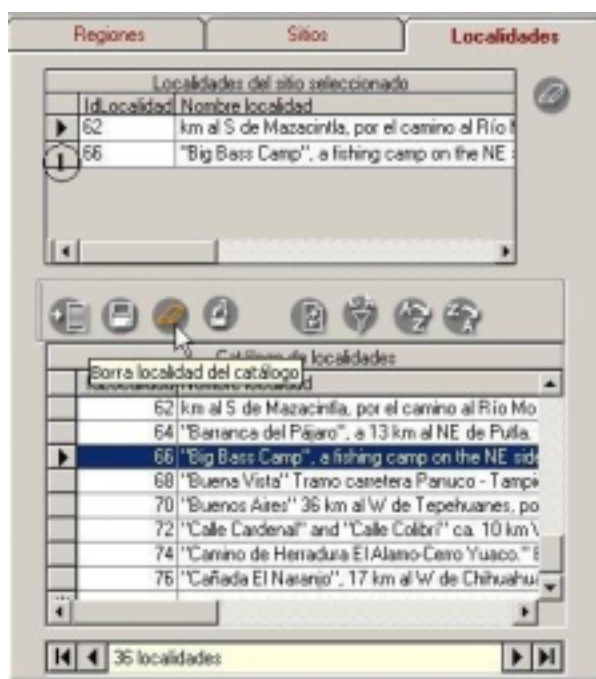 Regiones Sitios Localidades
Localidades del sitio seleccionado
IdLocalidad Nombre localidad
62 km al S de Mazacintla, por el camino al Río
66 "Big Bass Camp", a fishing camp on the NE
1
A Z Z A
Catálogo de localidades
Borra localidad del catálogo
Nombre localidad
62 km al S de Mazacintla, por el camino al Río Mo
64 "Barranca del Pájaro", a 13 km al NE de Putla.
66 "Big Bass Camp", a fishing camp on the NE side
68 "Buena Vista" Tramo carretera Panuco - Tampi
70 "Buenos Aires" 36 km al W de Tepehuanes, po
72 "Calle Cardenal" and "Calle Colibrí" ca. 10 km
74 "Camino de Herradura El Alamo-Cerro Yuaco."
76 "Cañada El Naranjo", 17 km al W de Chihuahu
36 localidades